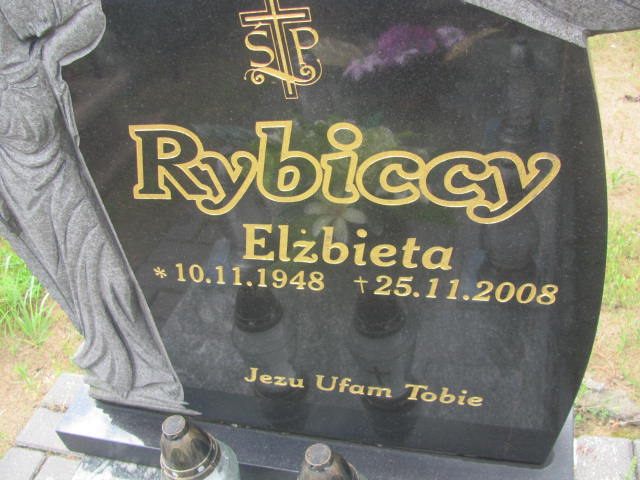 ŚP
Rybiccy
Elżbieta
* 10.11.1948 † 25.11.2008
Jezu Ufam Tobie